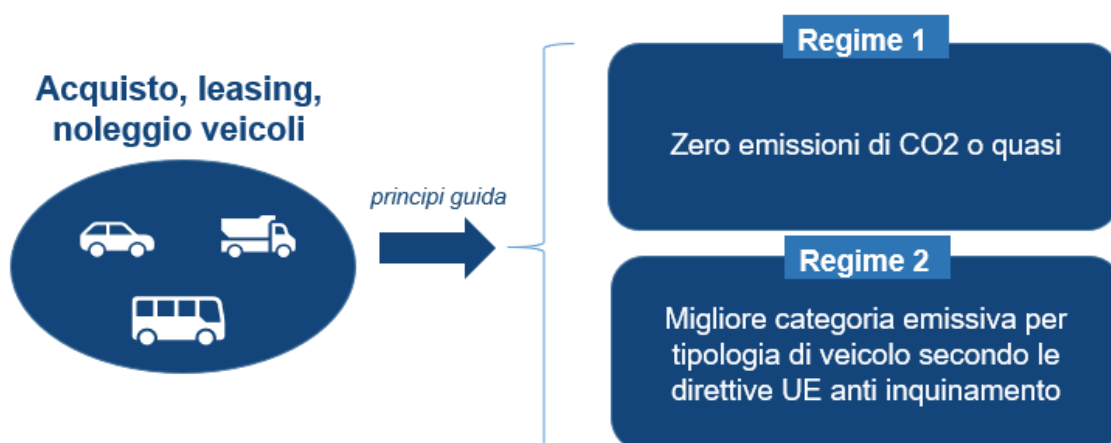 Acquisto, leasing,
noleggio veicoli
principi guida
Regime 1
Zero emissioni di CO2 o quasi
Regime 2
Migliore categoria emissiva per
tipologia di veicolo secondo le
direttive UE anti inquinamento